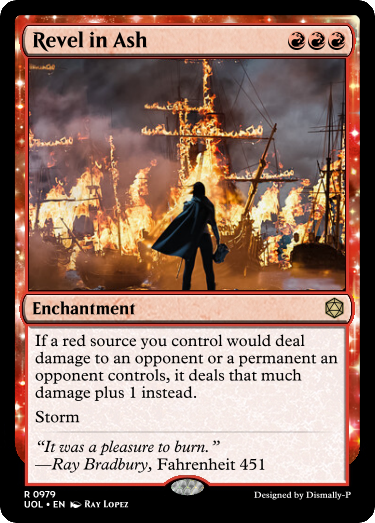 Revel in Ash
Enchantment
If a red source you control would deal
damage to an opponent or a permanent an
opponent controls, it deals that much
damage plus 1 instead.
Storm
“It was a pleasure to burn.”
—Ray Bradbury, Fahrenheit 451
R 0979
UOL • EN Ray Lopez
Designed by Dismally-P